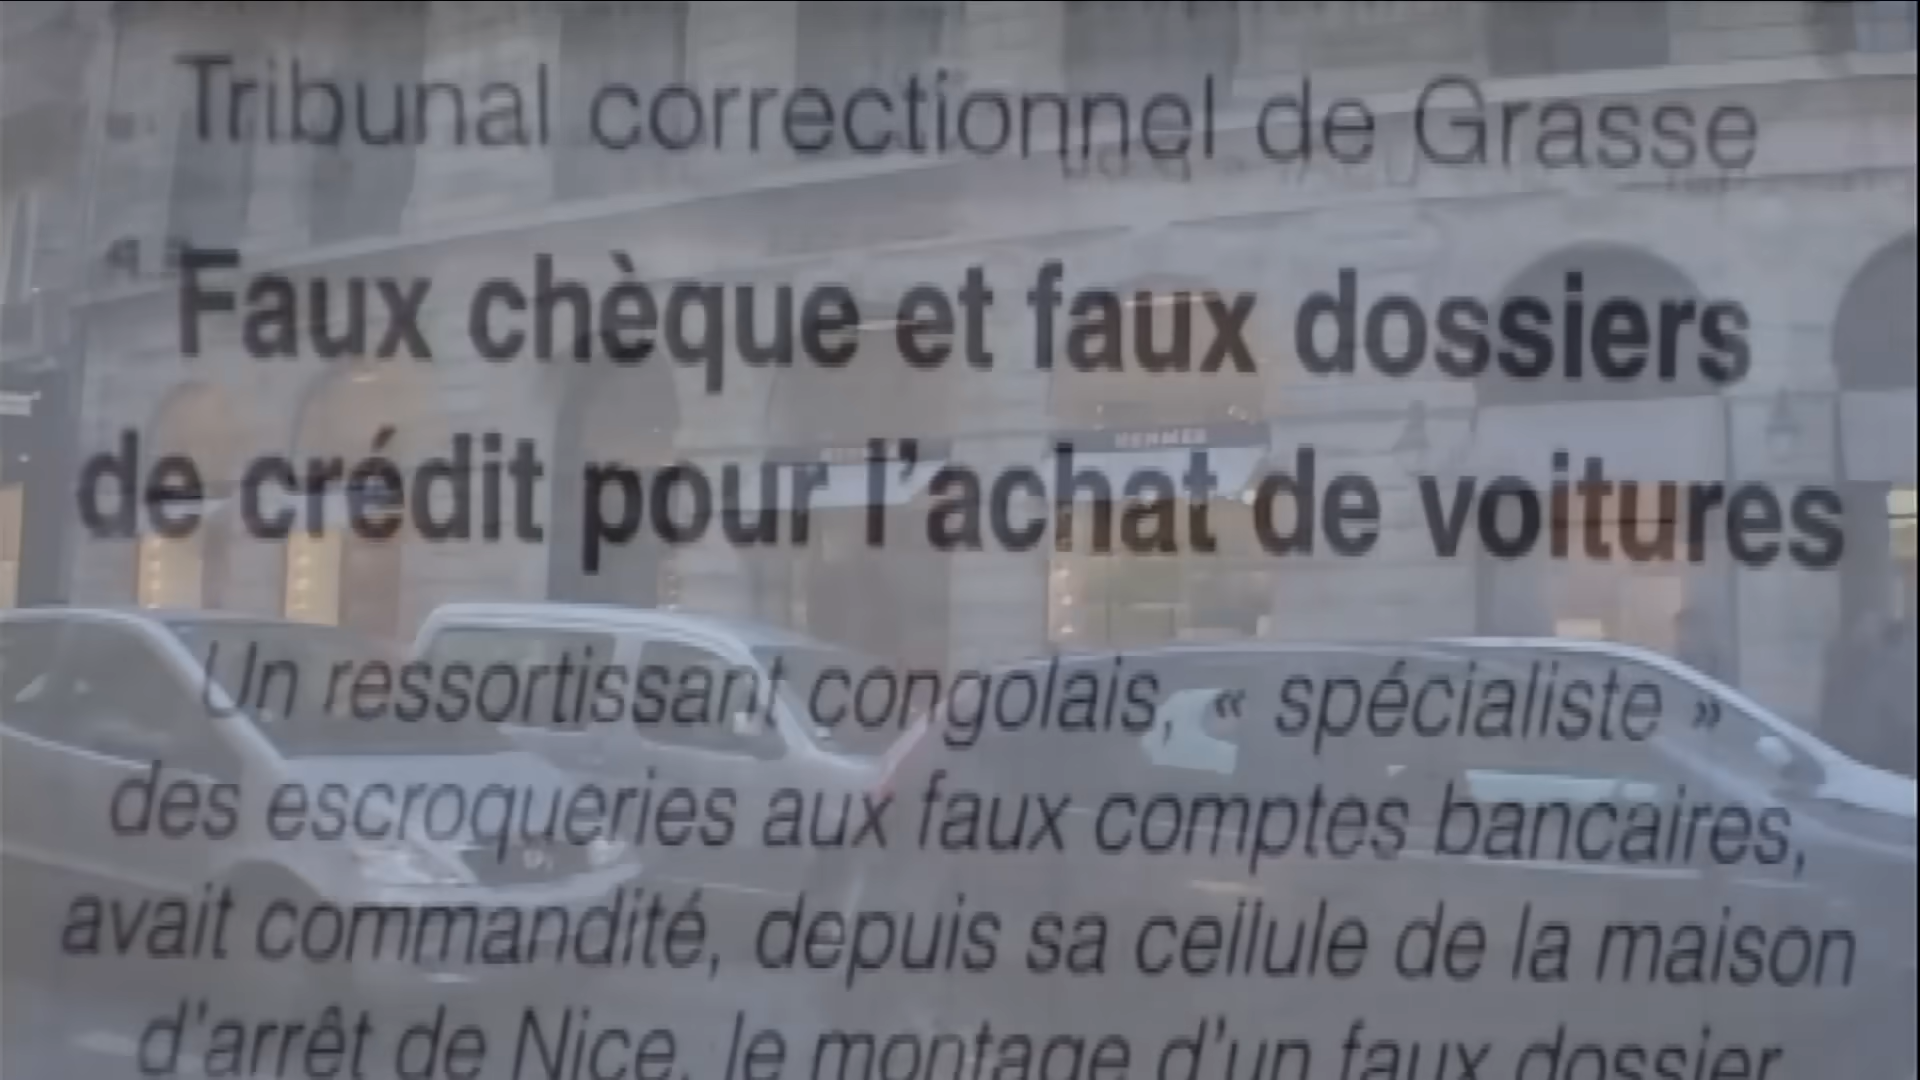 Tribunal correctionnel de Grasse
Faux chèque et faux dossiers
de crédit pour l'achat de voitures
HERMES
Un ressortissant congolais, « spécialiste »
des escroqueries aux faux comptes bancaires,
avait commandité, depuis sa cellule de la maison
d'arrêt de Nice, le montage d'un faux dossier